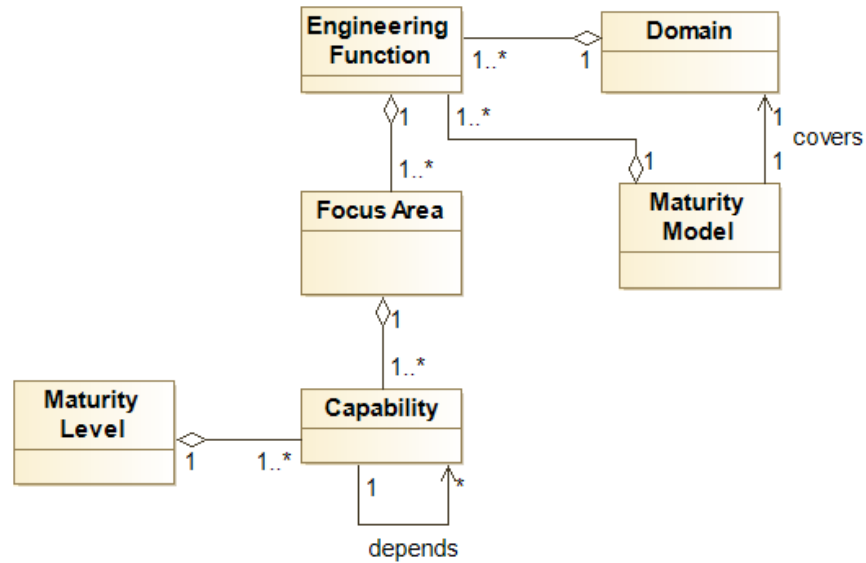 Engineering
Function
Domain
1..*
1
1
1..*
1
covers
1..*
1
1
Focus Area
Maturity
Model
1
1..*
Maturity
Level
Capability
1
1..*
1
*
depends